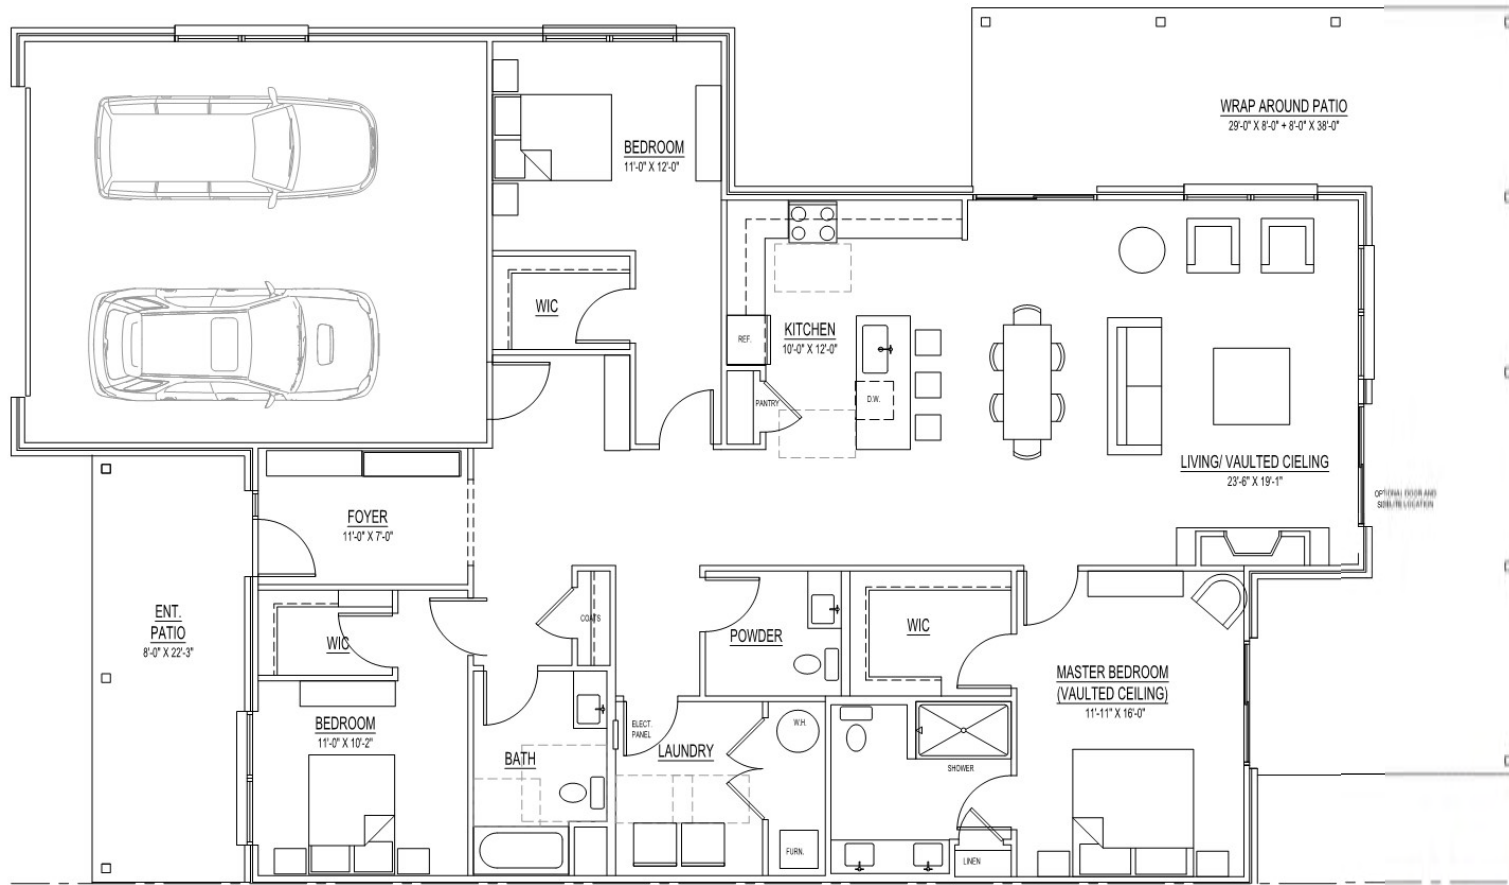 WRAP AROUND PATIO
29'-0" X 8'-0" + 8'-0" X 38'-0"
BEDROOM
11'-0" X 12'-0"
WIC
REF.
KITCHEN
10'-0" X 12'-0"
PANTRY
D.W.
LIVING/ VAULTED CIELING
23'-6" X 19'-1"
OPTIONAL DOOR AND
SIDELITE LOCATION
FOYER
11'-0" X 7'-0"
ENT.
PATIO
8'-0" X 22'-3"
WIC
COATS
POWDER
WIC
MASTER BEDROOM
(VAULTED CEILING)
11'-11" X 16'-0"
BEDROOM
11'-0" X 10'-2"
BATH
ELECT.
PANEL
LAUNDRY
W.H.
SHOWER
FURN.
LINEN